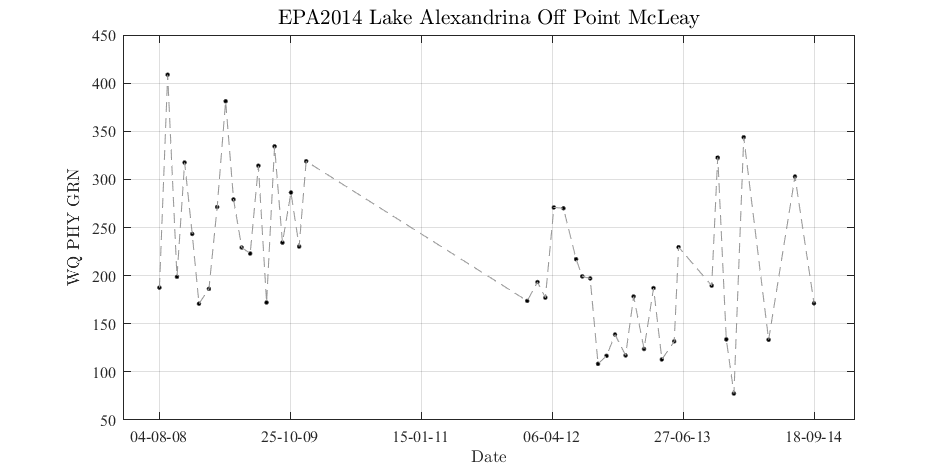 EPA2014 Lake Alexandrina Off Point McLeay
WQ PHY GRN
450
400
350
300
250
200
150
100
50
04-08-08 25-10-09 15-01-11 06-04-12 27-06-13 18-09-14
Date